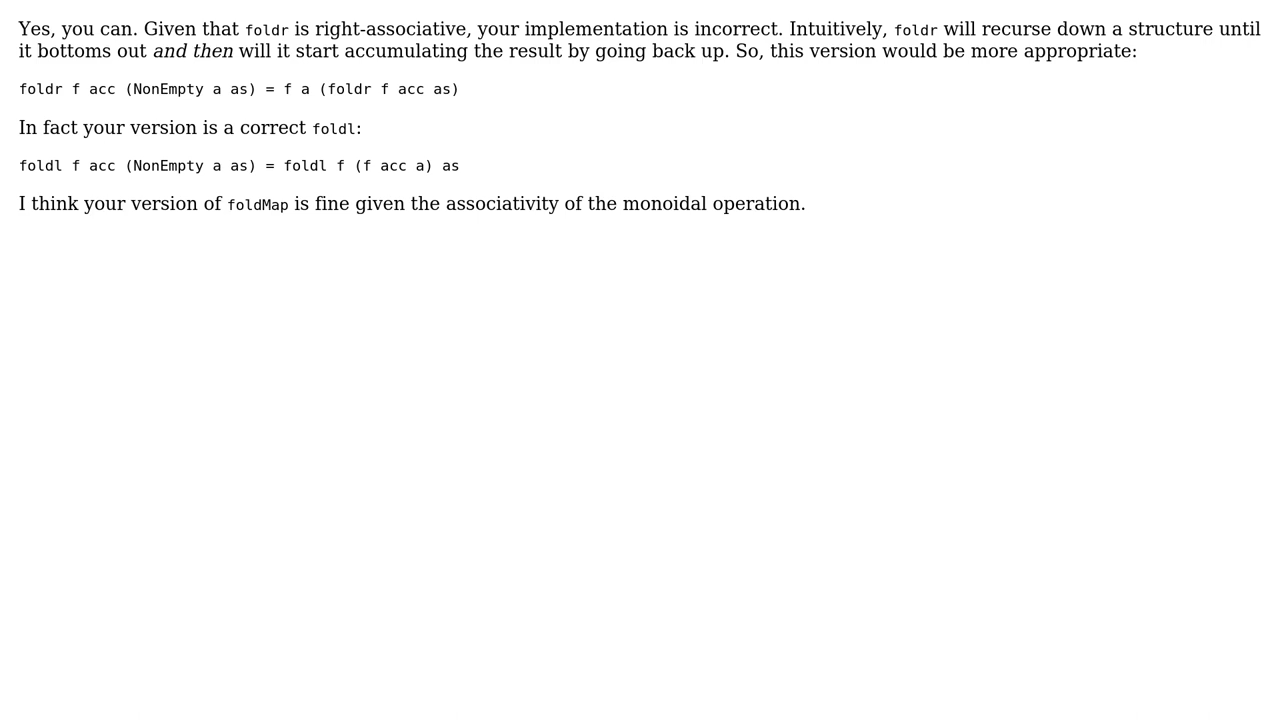 Yes, you can. Given that foldr is right-associative, your implementation is incorrect. Intuitively, foldr will recurse down a structure until
it bottoms out and then will it start accumulating the result by going back up. So, this version would be more appropriate:
foldr f acc (NonEmpty a as) = f a (foldr f acc as)
In fact your version is a correct foldl:
foldl f acc (NonEmpty a as) = foldl f (f acc a) as
I think your version of foldMap is fine given the associativity of the monoidal operation.